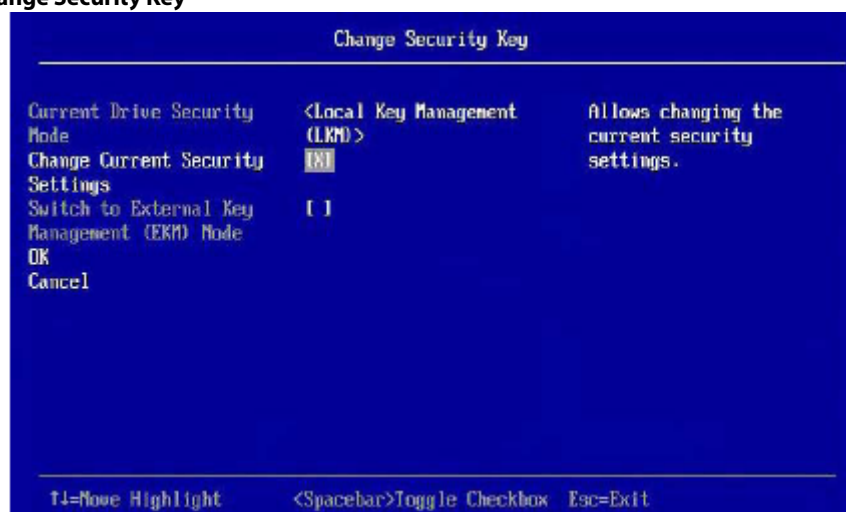 ange Security Key
Change Security Key
Current Drive Security <Local Key Management Allows changing the
Mode (LKM)> current security
Change Current Security [X] settings.
Settings
Switch to External Key [ ]
Management (EKM) Mode
OK
Cancel
↑↓=Move Highlight <Spacebar>Toggle Checkbox Esc=Exit